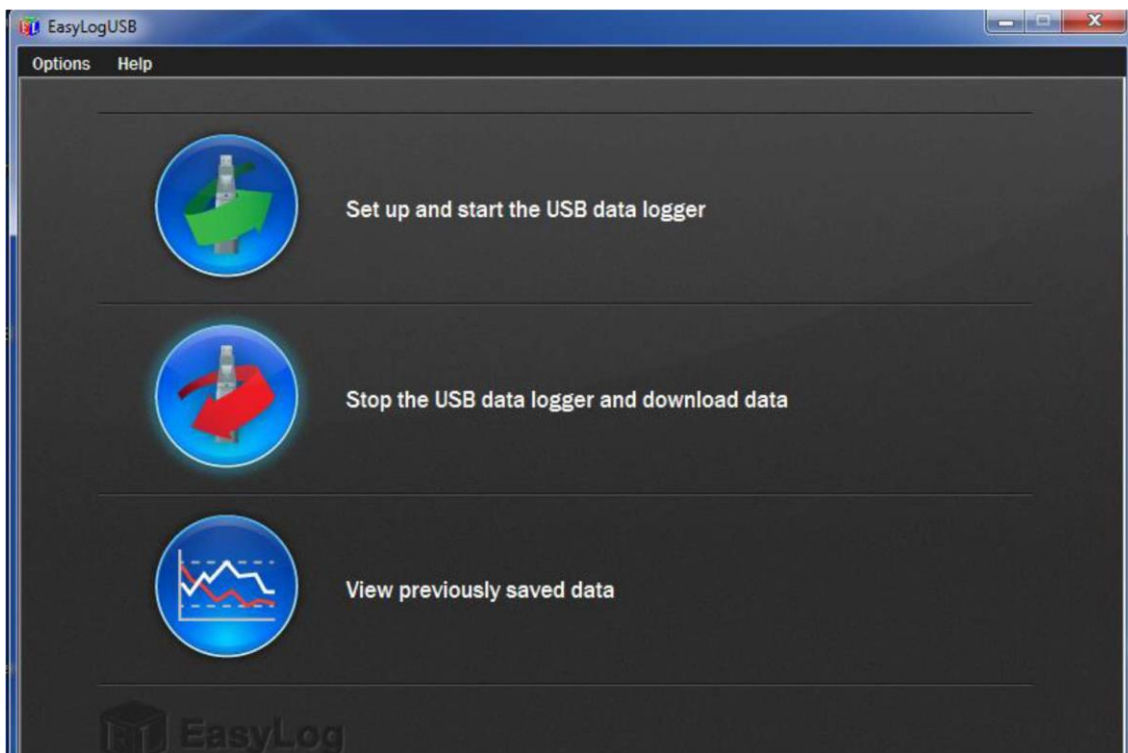 EasyLogUSB
Options Help
Set up and start the USB data logger
Stop the USB data logger and download data
View previously saved data
EasyLog